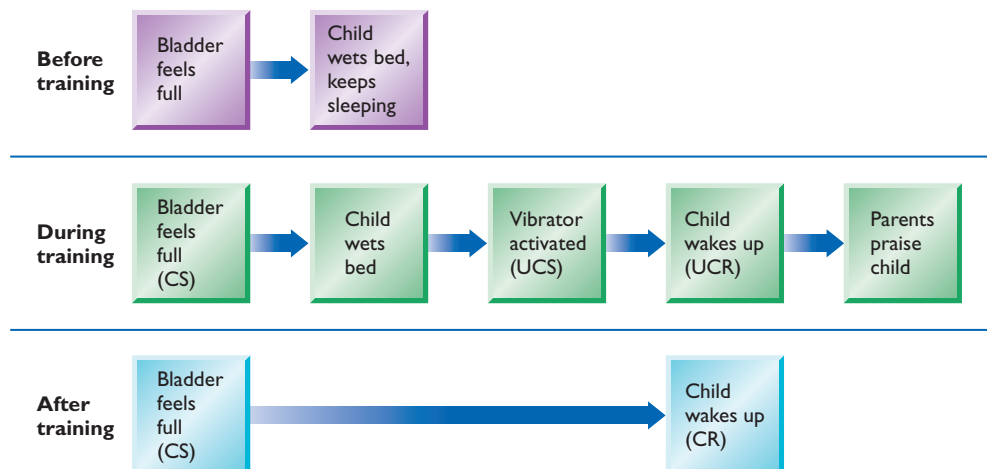 Before
training
Bladder
feels
full
Child
wets bed,
keeps
sleeping
During
training
Bladder
feels
full
(CS)
Child
wets
bed
Vibrator
activated
(UCS)
Child
wakes up
(UCR)
Parents
praise
child
After
training
Bladder
feels
full
(CS)
Child
wakes up
(CR)